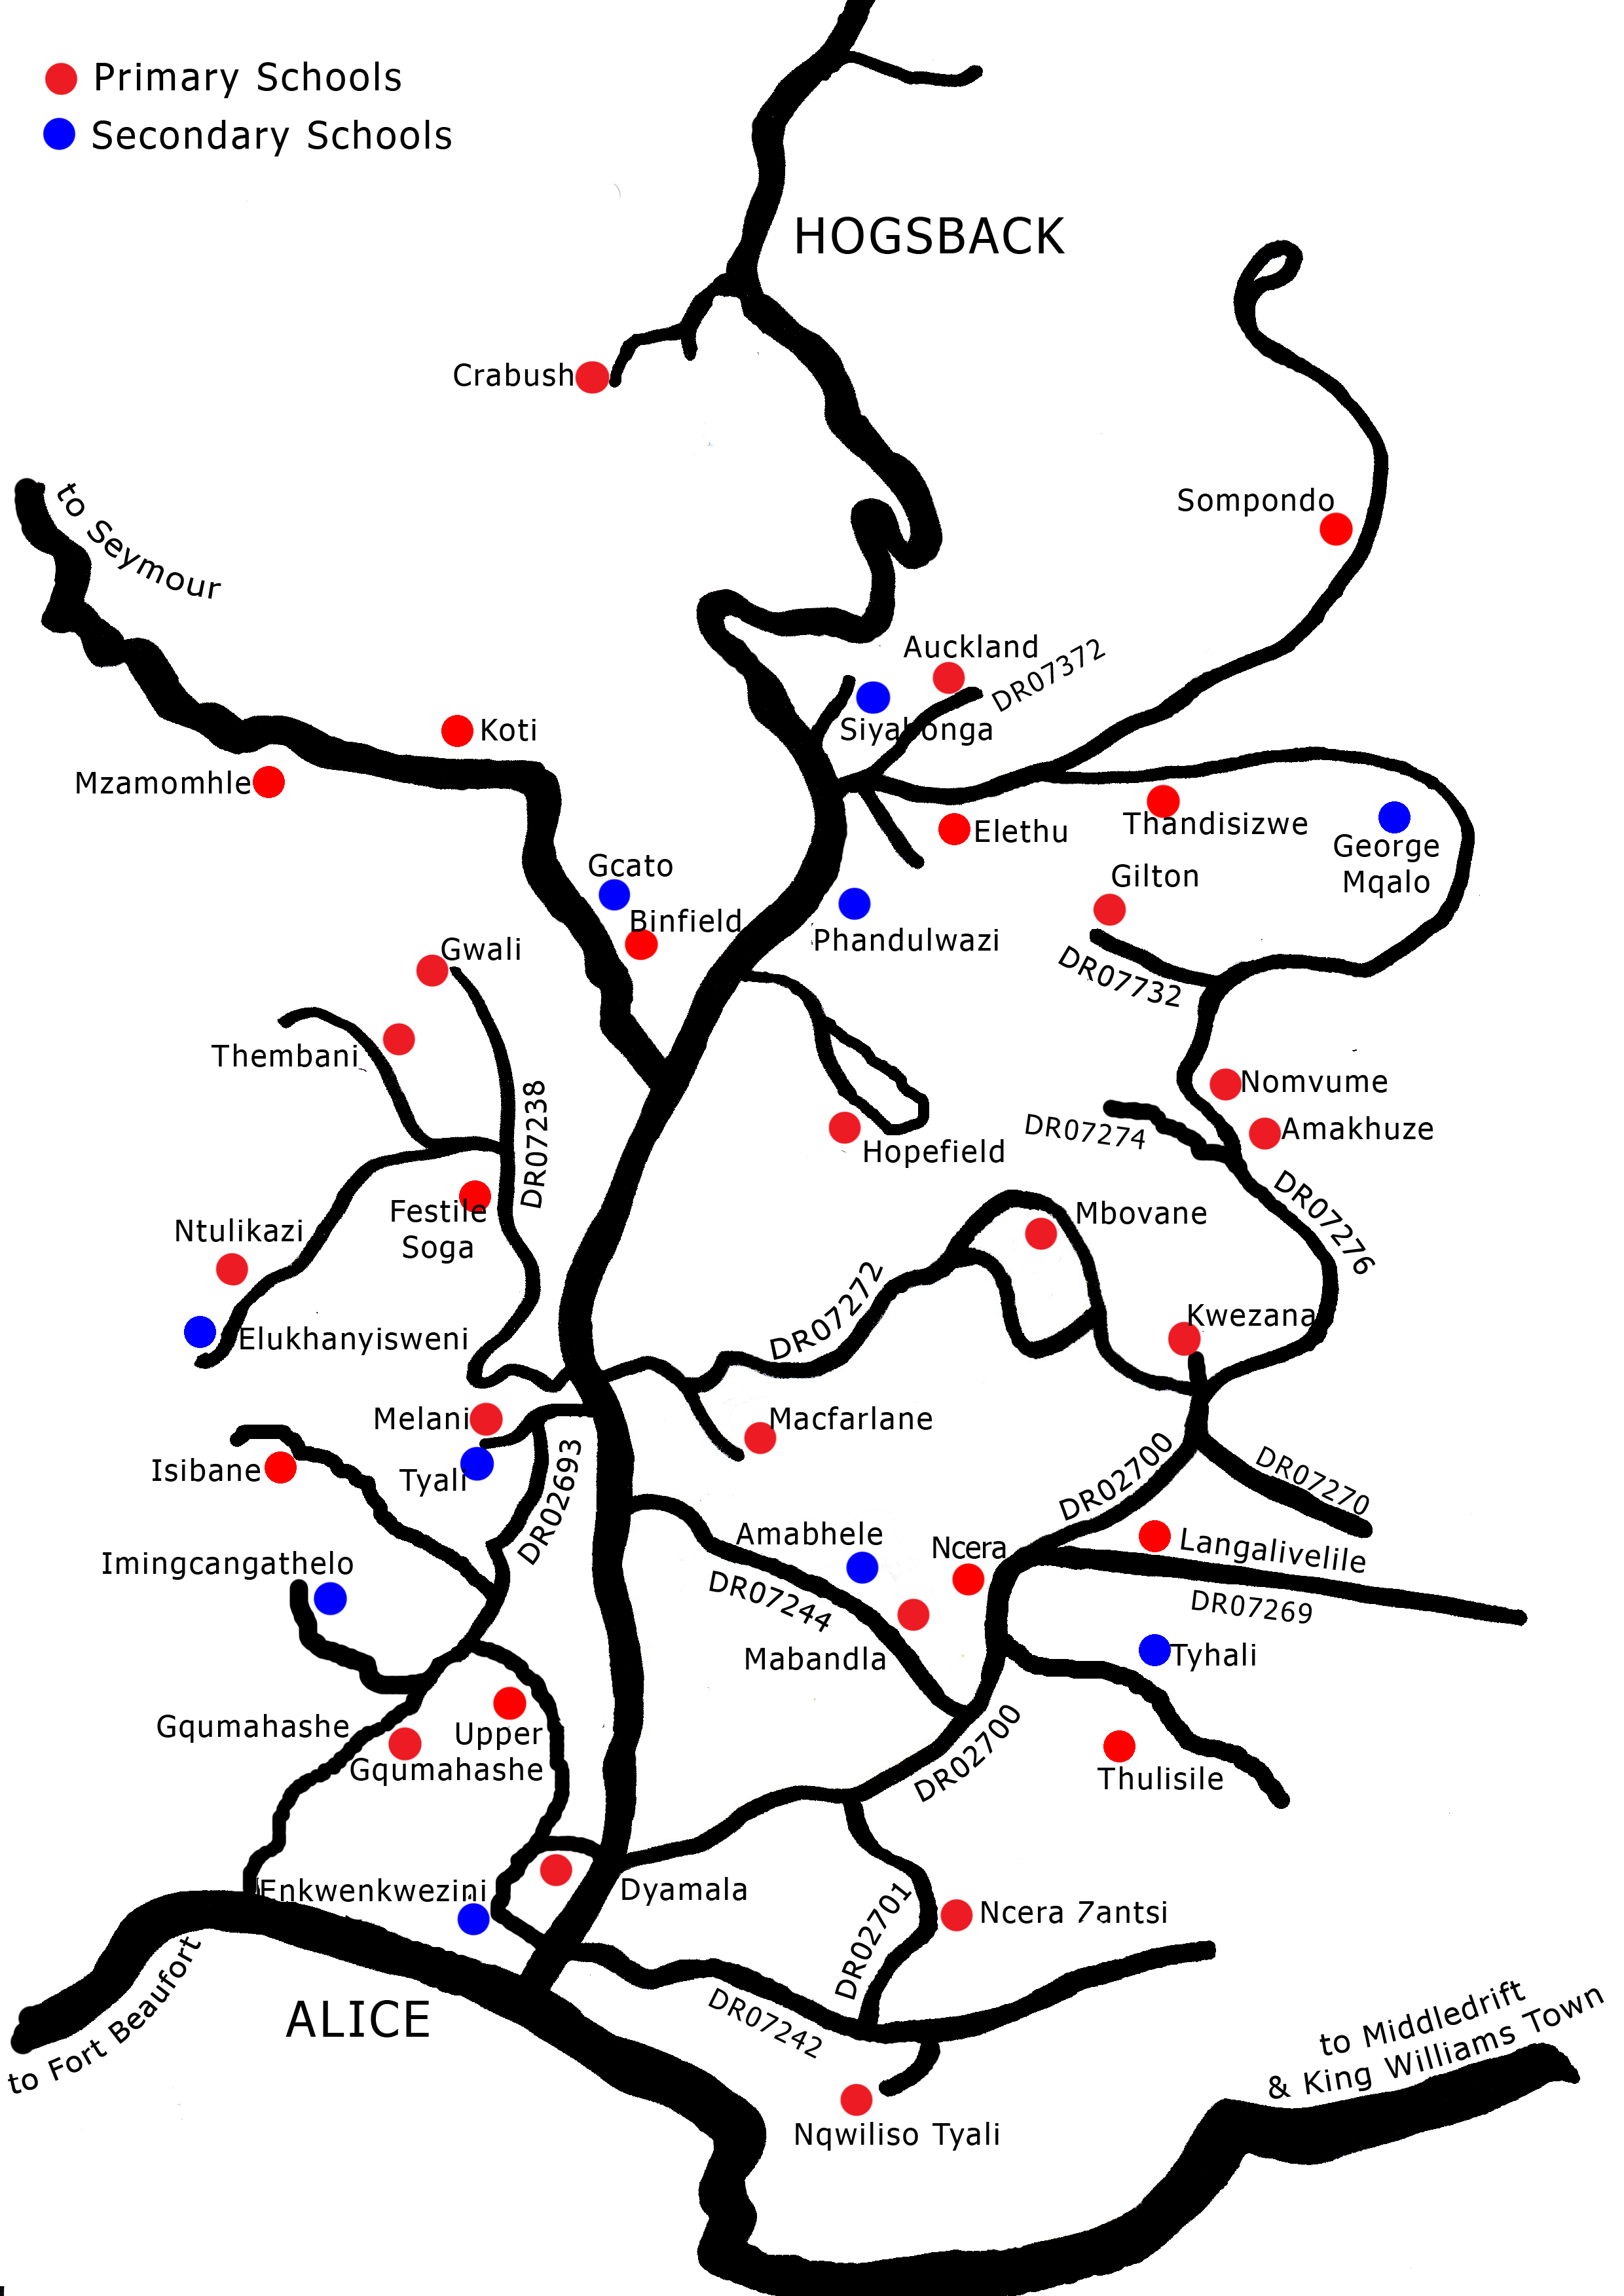 Primary Schools
Secondary Schools
HOGSBACK
Crabush
to Seymour
Sompondo
Auckland
DR07372
Siyabonga
Koti
Mzamomhle
Elethu
Thandisizwe
George
Mqalo
Gcato
Binfield
Gilton
Phandulwazi
DR07732
Gwali
Thembani
DR07238
Nomvume
DR07274
Amakhuze
Hopefield
Festile
Soga
Ntulikazi
DR07276
Mbovane
DR07272
Elukhanyisweni
Kwezana
Melani
Macfarlane
Isibane
Tyali
DR02693
DR02700
DR07270
Imingcangathelo
Amabhele
Ncera
Langalivelile
DR07244
DR07269
Mabandla
Tyhali
Gqumahashe
Upper
Gqumahashe
DR02700
Thulisile
Enkwenkwezini
Dyamala
DR02701
Ncera Zantsi
to Fort Beaufort
ALICE
DR07242
to Middledrift
& King Williams Town
Nqwiliso Tyali